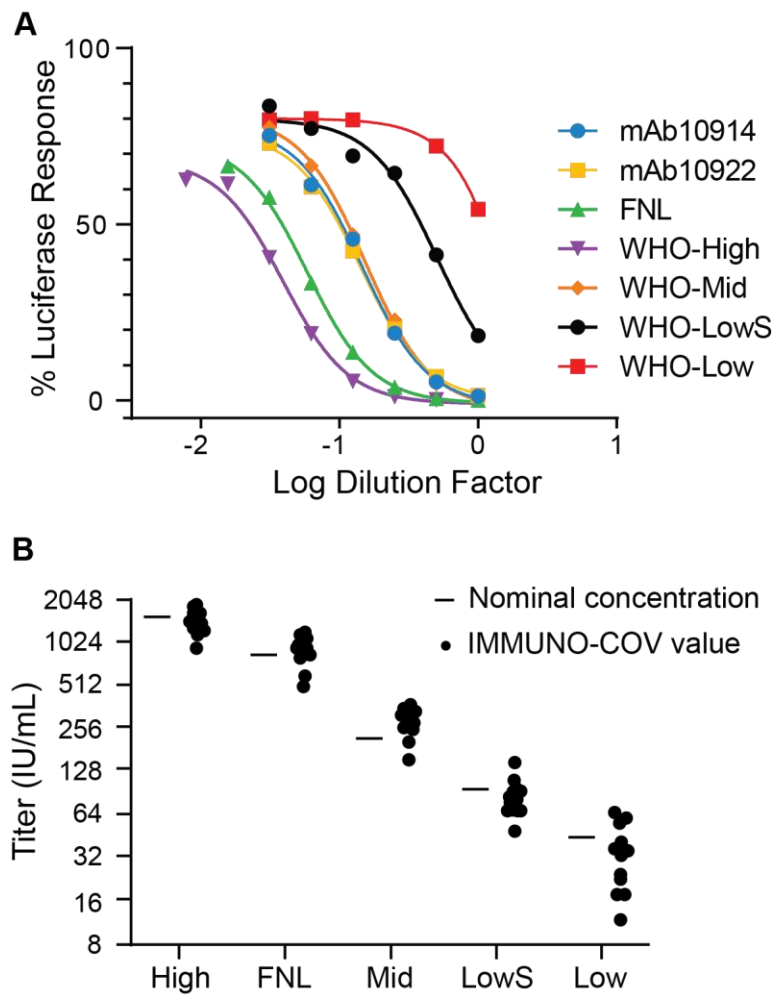 A
% Luciferase Response
100
50
0
-2
-1
0
1
Log Dilution Factor
mAb10914
mAb10922
FNL
WHO-High
WHO-Mid
WHO-LowS
WHO-Low
B
Titer (IU/mL)
2048
1024
512
256
128
64
32
16
8
High
FNL
Mid
LowS
Low
Nominal concentration
IMMUNO-COV value